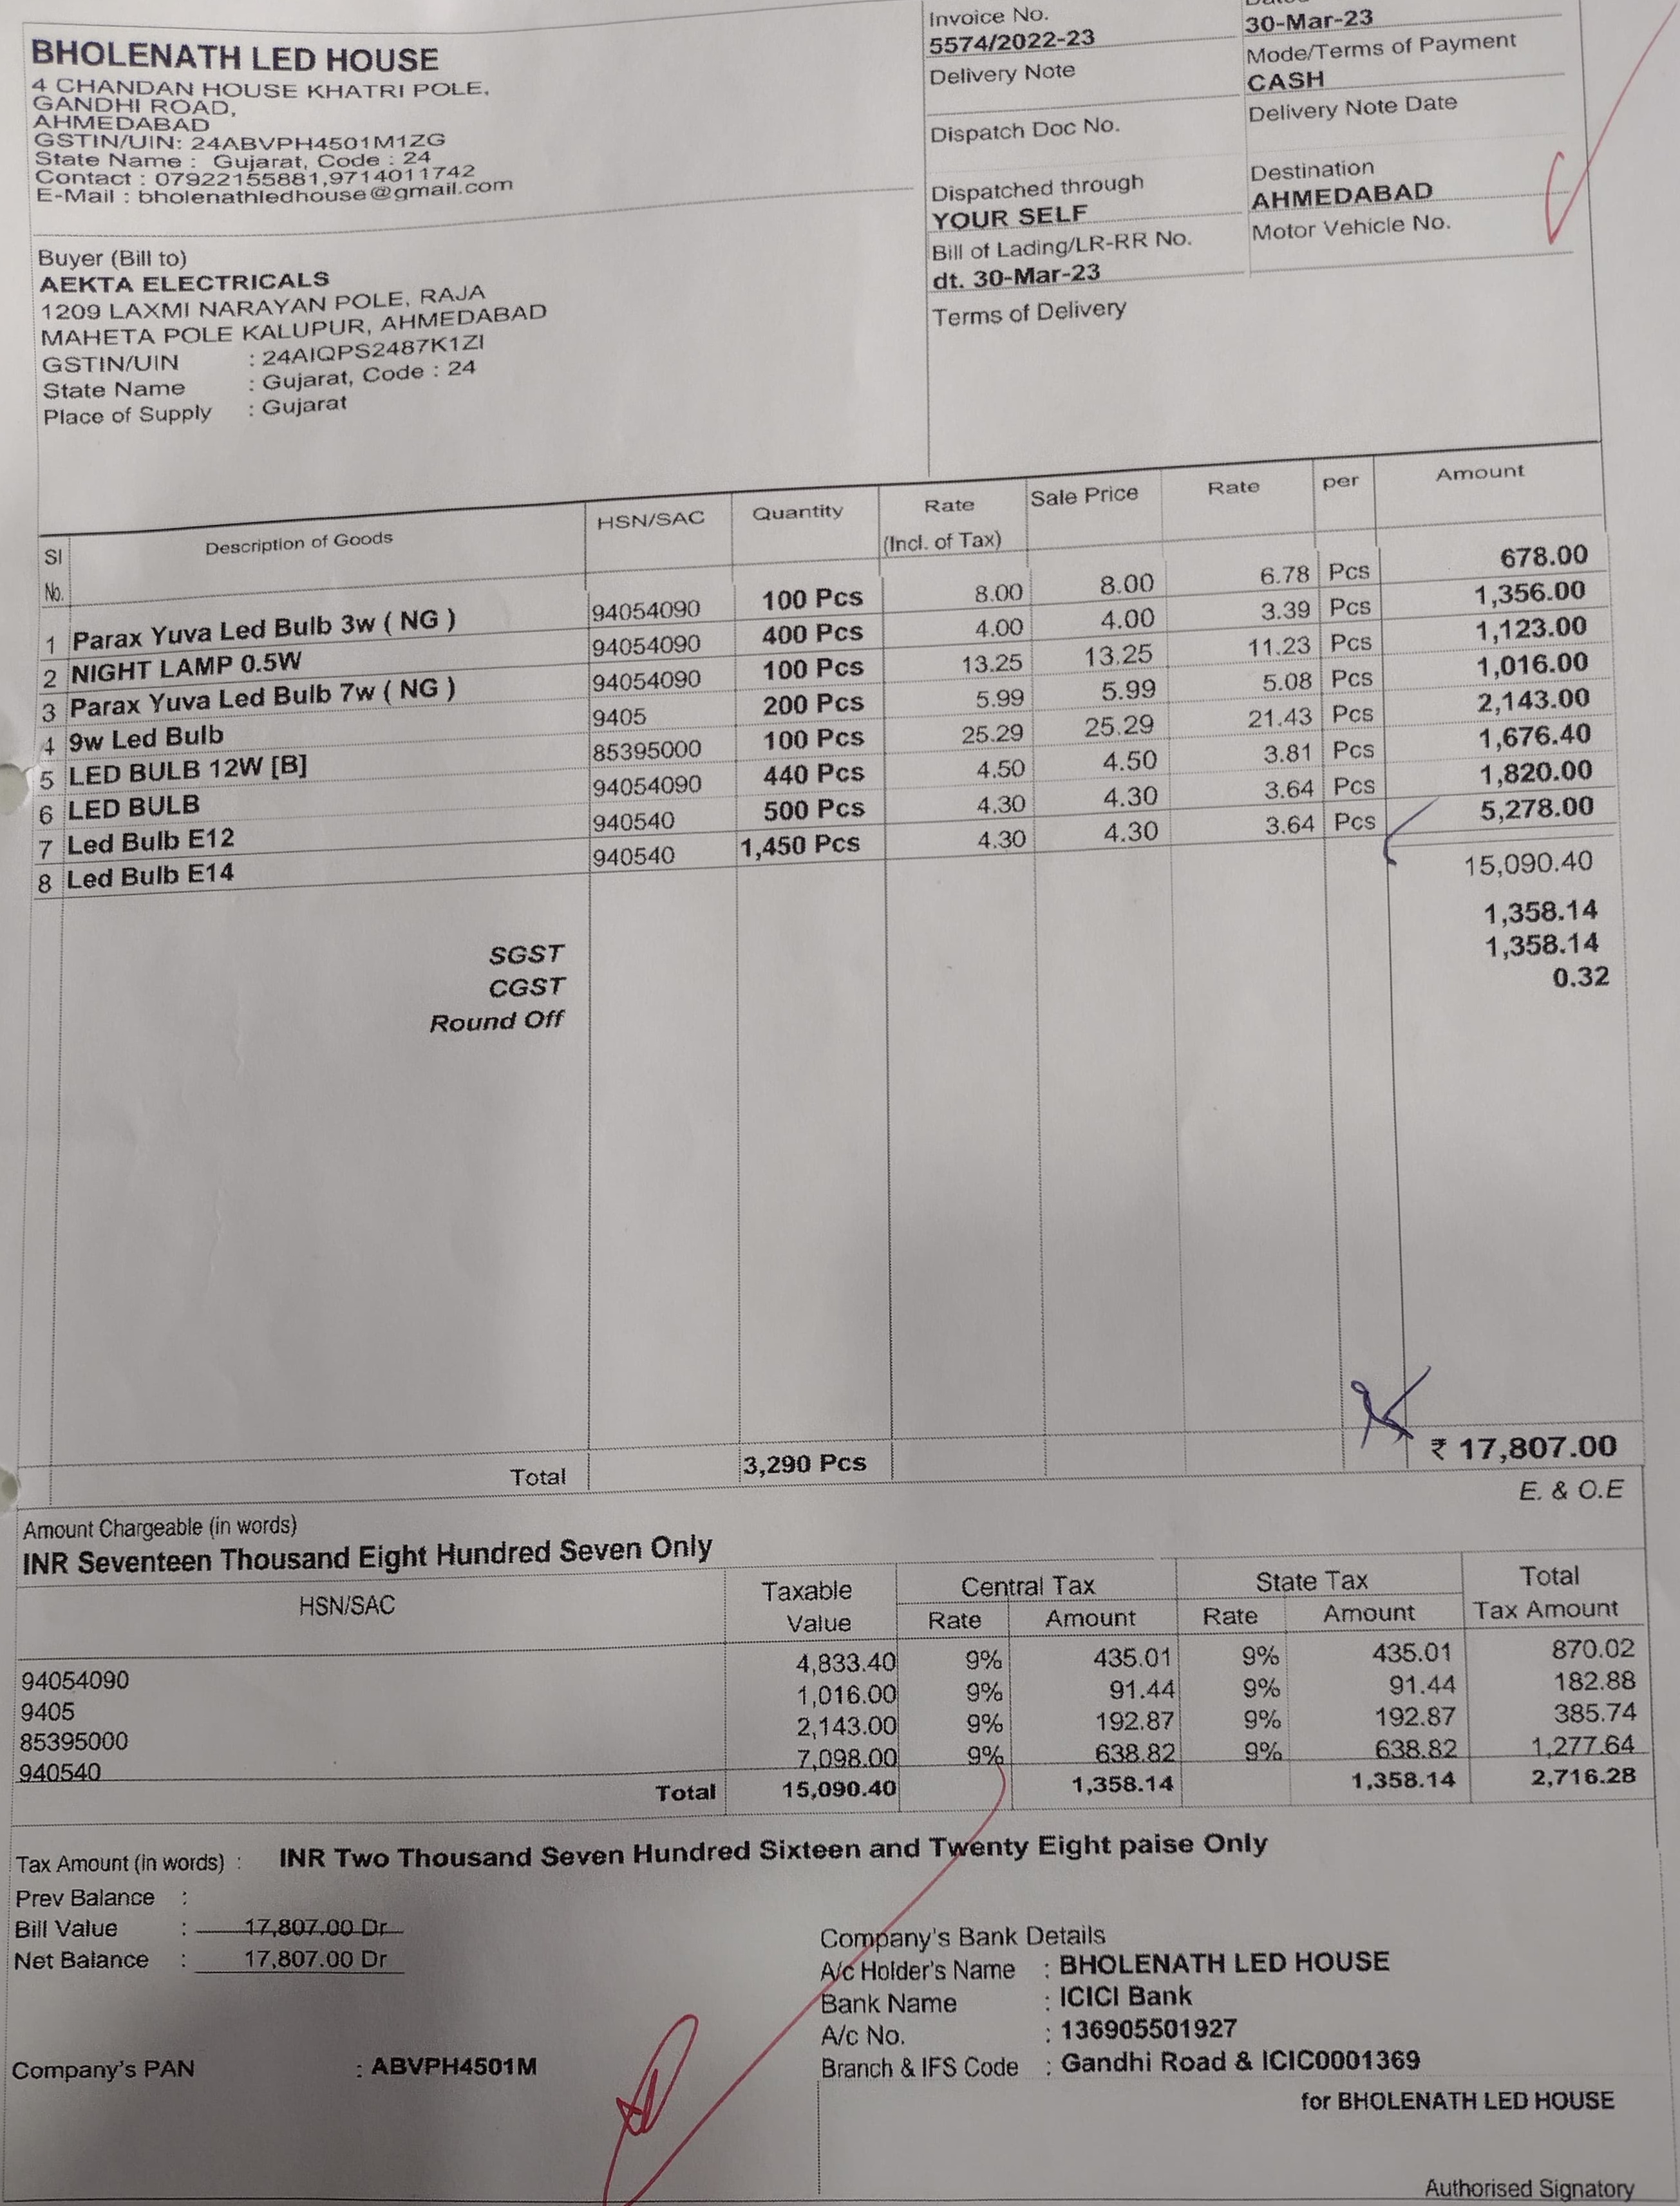 BHOLENATH LED HOUSE
4 CHANDAN HOUSE KHATRI POLE,
GANDHI ROAD,
AHMEDABAD
GSTIN/UIN: 24ABVPH4501M1ZG
State Name : Gujarat, Code : 24
Contact : 07922155881,9714011742
E-Mail : bholenathledhouse@gmail.com
Invoice No.
5574/2022-23
30-Mar-23
Delivery Note
Mode/Terms of Payment
CASH
Dispatch Doc No.
Delivery Note Date
Dispatched through
YOUR SELF
Destination
AHMEDABAD
Bill of Lading/LR-RR No.
dt. 30-Mar-23
Motor Vehicle No.
Terms of Delivery
Buyer (Bill to)
AEKTA ELECTRICALS
1209 LAXMI NARAYAN POLE, RAJA
MAHETA POLE KALUPUR, AHMEDABAD
GSTIN/UIN : 24AIQPS2487K1ZI
State Name : Gujarat, Code : 24
Place of Supply : Gujarat
Sl No. Description of Goods HSN/SAC Quantity Rate (Incl. of Tax) Sale Price Rate per Amount
1 Parax Yuva Led Bulb 3w ( NG ) 94054090 100 Pcs 8.00 8.00 6.78 Pcs 678.00
2 NIGHT LAMP 0.5W 94054090 400 Pcs 4.00 4.00 3.39 Pcs 1,356.00
3 Parax Yuva Led Bulb 7w ( NG ) 94054090 100 Pcs 13.25 13.25 11.23 Pcs 1,123.00
4 9w Led Bulb 9405 200 Pcs 5.99 5.99 5.08 Pcs 1,016.00
5 LED BULB 12W [B] 85395000 100 Pcs 25.29 25.29 21.43 Pcs 2,143.00
6 LED BULB 94054090 440 Pcs 4.50 4.50 3.81 Pcs 1,676.40
7 Led Bulb E12 940540 500 Pcs 4.30 4.30 3.64 Pcs 1,820.00
8 Led Bulb E14 940540 1,450 Pcs 4.30 4.30 3.64 Pcs 5,278.00
15,090.40
SGST 1,358.14
CGST 1,358.14
Round Off 0.32
Total 3,290 Pcs ₹ 17,807.00
E. & O.E
Amount Chargeable (in words)
INR Seventeen Thousand Eight Hundred Seven Only
HSN/SAC Taxable Value Central Tax State Tax Total Tax Amount
Rate Amount Rate Amount
94054090 4,833.40 9% 435.01 9% 435.01 870.02
9405 1,016.00 9% 91.44 9% 91.44 182.88
85395000 2,143.00 9% 192.87 9% 192.87 385.74
940540 7,098.00 9% 638.82 9% 638.82 1,277.64
Total 15,090.40 1,358.14 1,358.14 2,716.28
Tax Amount (in words) : INR Two Thousand Seven Hundred Sixteen and Twenty Eight paise Only
Prev Balance :
Bill Value : 17,807.00 Dr
Net Balance : 17,807.00 Dr
Company's Bank Details
A/c Holder's Name : BHOLENATH LED HOUSE
Bank Name : ICICI Bank
A/c No. : 136905501927
Branch & IFS Code : Gandhi Road & ICIC0001369
Company's PAN : ABVPH4501M
for BHOLENATH LED HOUSE
Authorised Signatory